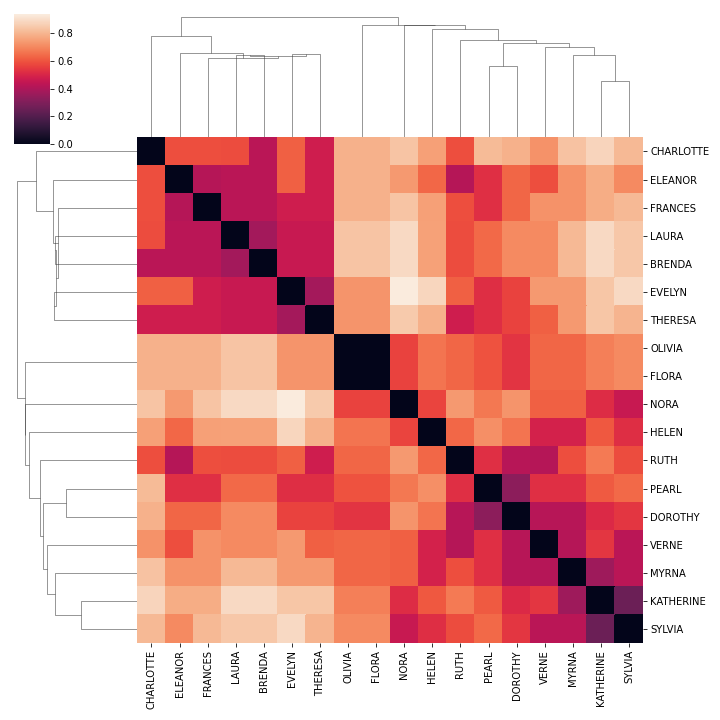 0.8
0.6
0.4
0.2
0.0
CHARLOTTE
ELEANOR
FRANCES
LAURA
BRENDA
EVELYN
THERESA
OLIVIA
FLORA
NORA
HELEN
RUTH
PEARL
DOROTHY
VERNE
MYRNA
KATHERINE
SYLVIA
CHARLOTTE
ELEANOR
FRANCES
LAURA
BRENDA
EVELYN
THERESA
OLIVIA
FLORA
NORA
HELEN
RUTH
PEARL
DOROTHY
VERNE
MYRNA
KATHERINE
SYLVIA